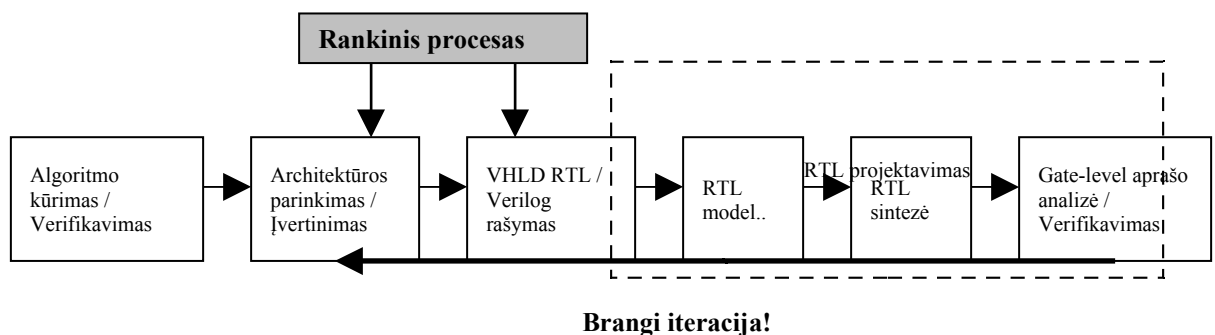 Rankinis procesas
Algoritmo
kūrimas /
Verifikavimas
Architektūros
parinkimas /
Įvertinimas
VHLD RTL /
Verilog
rašymas
RTL
model..
RTL projektavimas
RTL
sintezė
Gate-level aprašo
analizė /
Verifikavimas
Brangi iteracija!